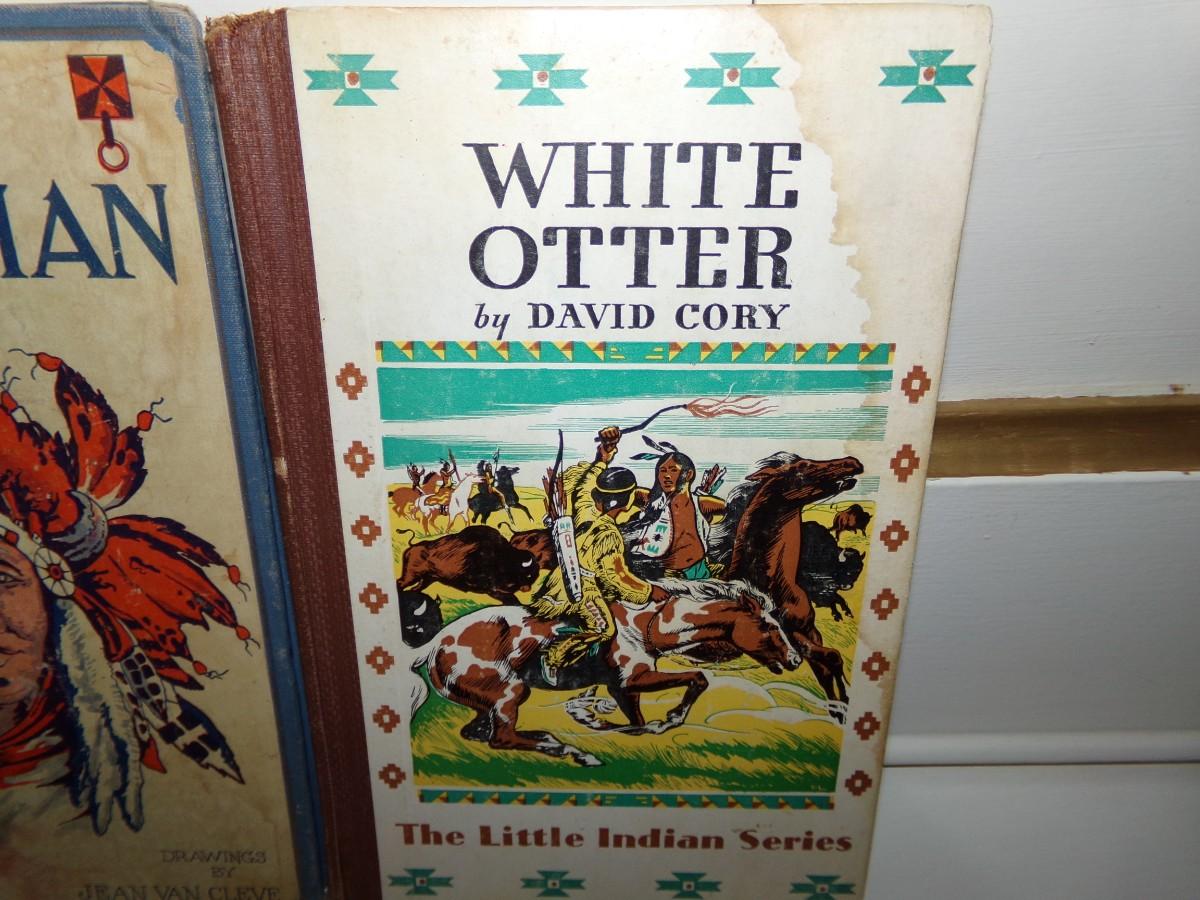 MAN
DRAWINGS
BY
JEAN VAN CLEVE
WHITE
OTTER
by DAVID CORY
The Little Indian Series